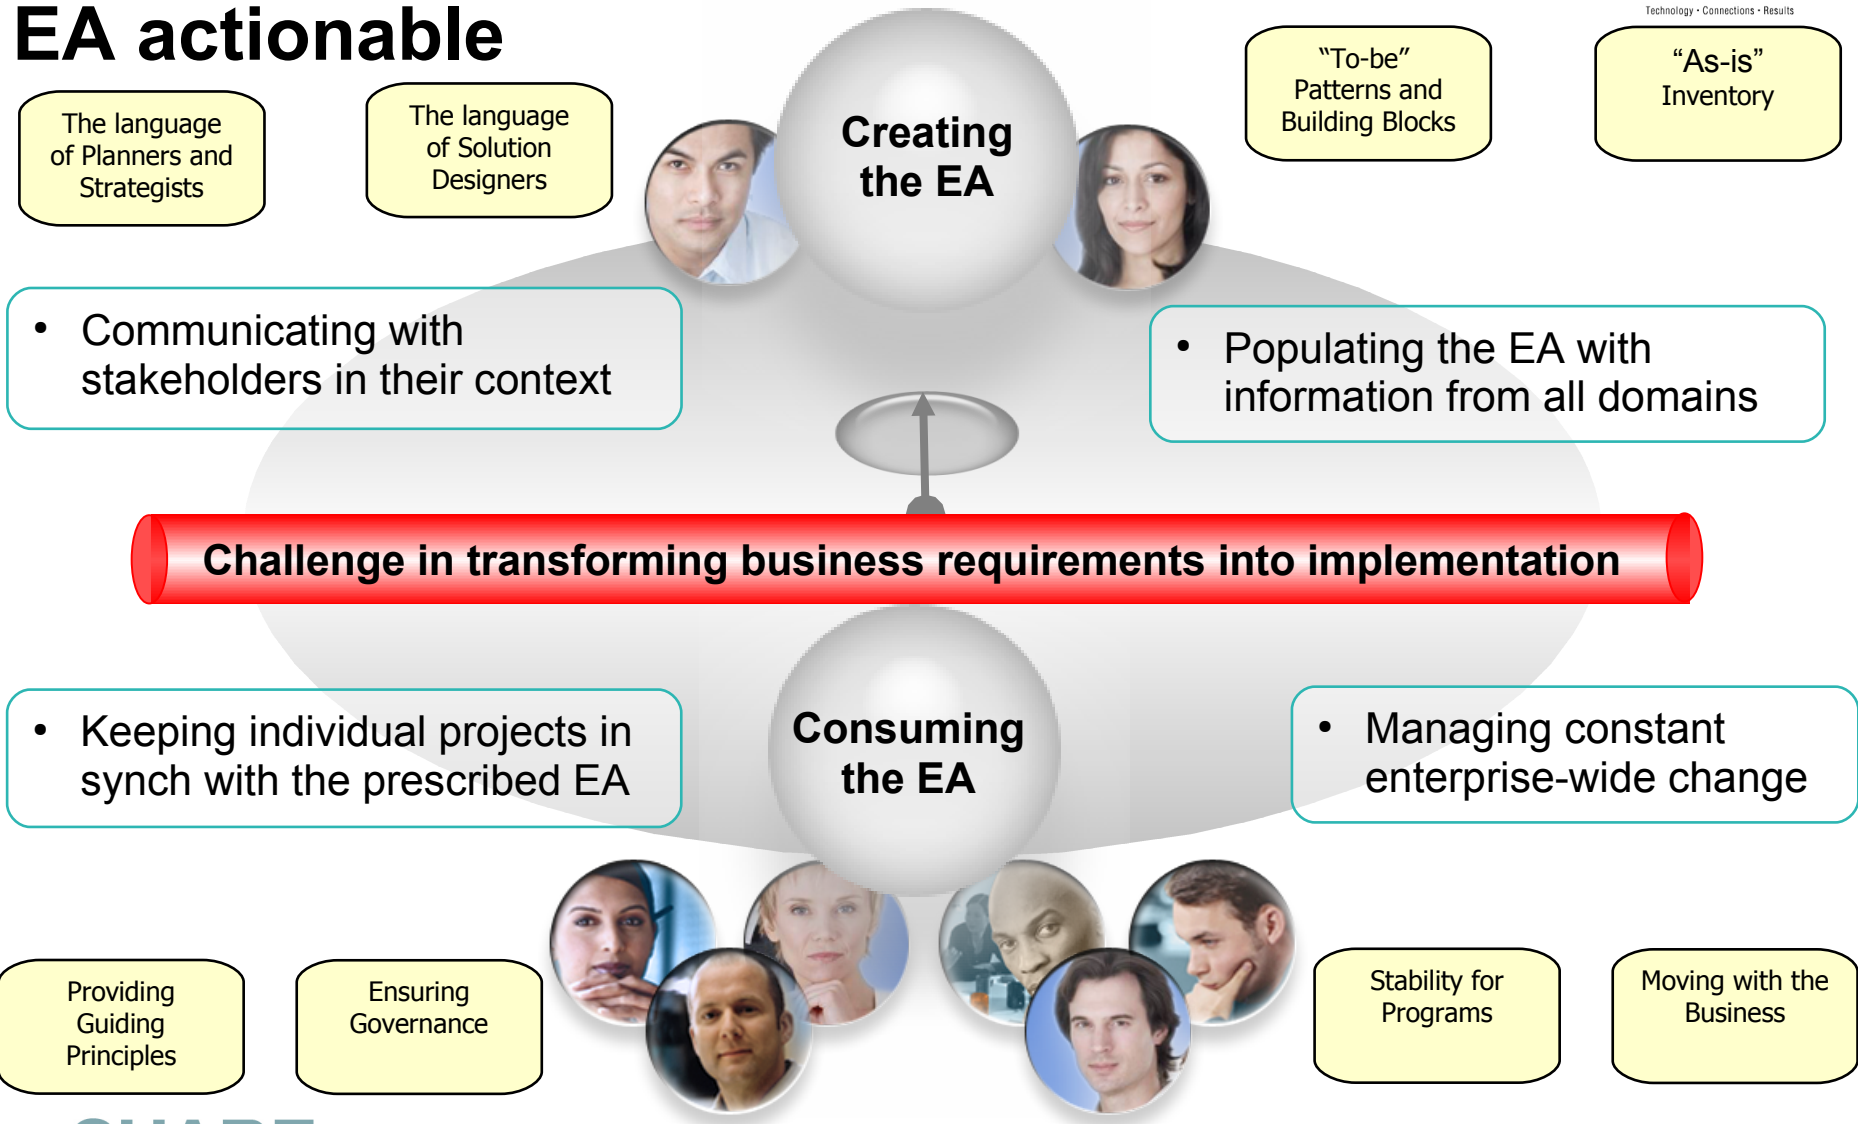 EA actionable
Technology · Connections · Results
The language
of Planners and
Strategists
The language
of Solution
Designers
Creating
the EA
“To-be”
Patterns and
Building Blocks
“As-is”
Inventory
• Communicating with
stakeholders in their context
• Populating the EA with
information from all domains
Challenge in transforming business requirements into implementation
• Keeping individual projects in
synch with the prescribed EA
Consuming
the EA
• Managing constant
enterprise-wide change
Providing
Guiding
Principles
Ensuring
Governance
Stability for
Programs
Moving with the
Business